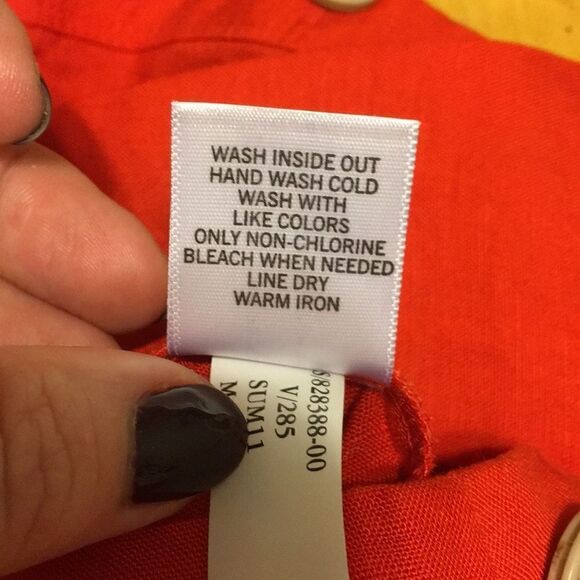 WASH INSIDE OUT
HAND WASH COLD
WASH WITH
LIKE COLORS
ONLY NON-CHLORINE
BLEACH WHEN NEEDED
LINE DRY
WARM IRON
S/828388-00
V/285
SUM11